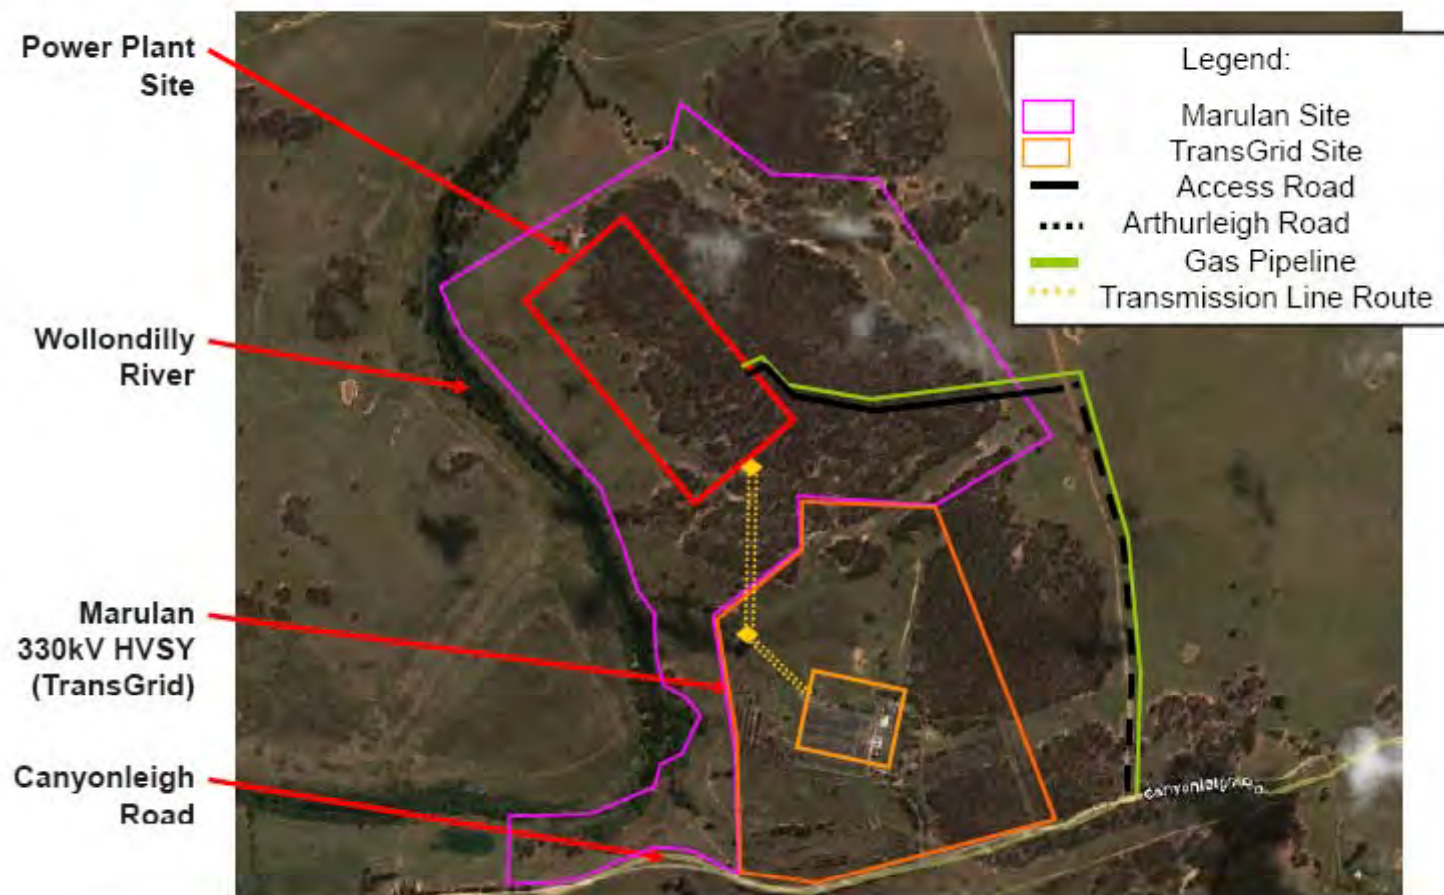 Power Plant
Site
Wollondilly
River
Marulan
330kV HVSY
(TransGrid)
Canyonleigh
Road
Legend:
Marulan Site
TransGrid Site
Access Road
Arthurleigh Road
Gas Pipeline
Transmission Line Route